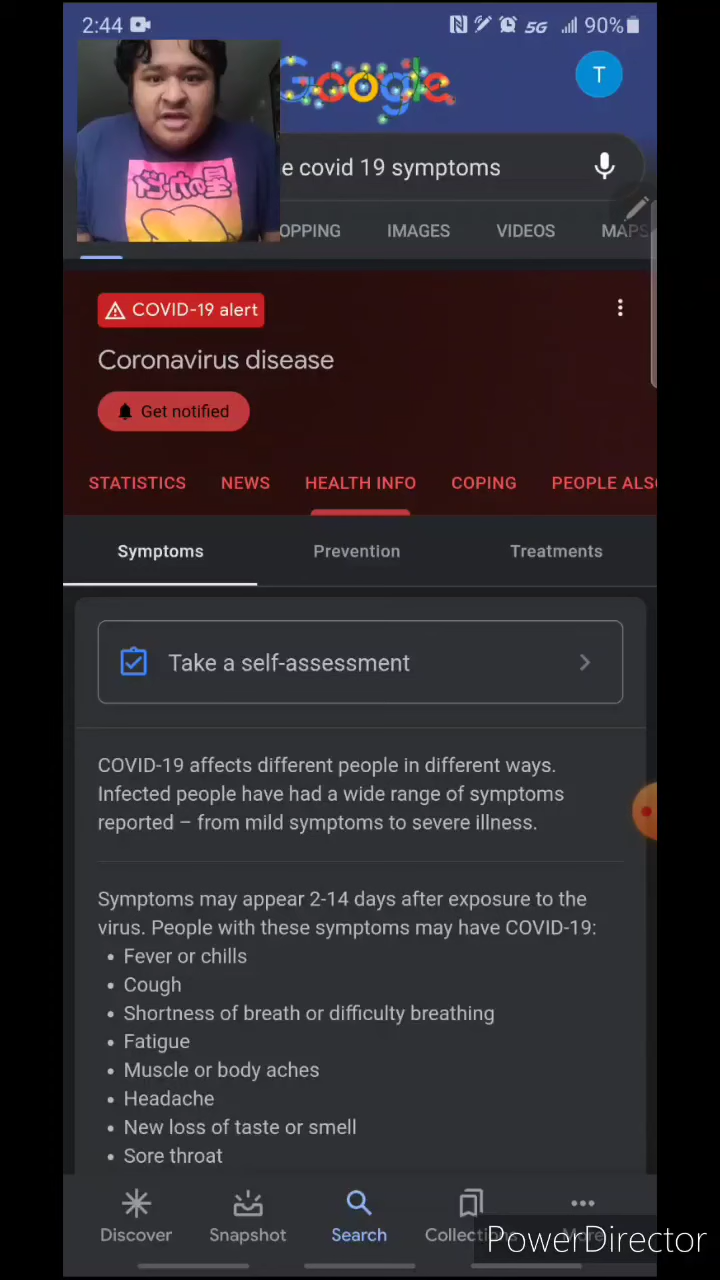 2:44
5G
90%
Google
T
e covid 19 symptoms
OPPING
IMAGES
VIDEOS
MAPS
COVID-19 alert
Coronavirus disease
Get notified
STATISTICS
NEWS
HEALTH INFO
COPING
PEOPLE ALS
Symptoms
Prevention
Treatments
Take a self-assessment
COVID-19 affects different people in different ways.
Infected people have had a wide range of symptoms
reported – from mild symptoms to severe illness.
Symptoms may appear 2-14 days after exposure to the
virus. People with these symptoms may have COVID-19:
• Fever or chills
• Cough
• Shortness of breath or difficulty breathing
• Fatigue
• Muscle or body aches
• Headache
• New loss of taste or smell
• Sore throat
Discover
Snapshot
Search
Collections
More
PowerDirector